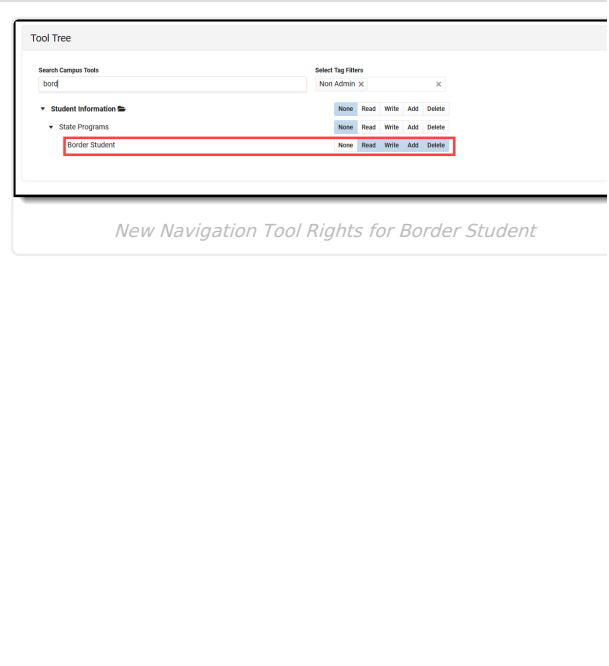 Tool Tree
Search Campus Tools Select Tag Filters
bord Non Admin × ×
Student Information None Read Write Add Delete
State Programs None Read Write Add Delete
Border Student None Read Write Add Delete
New Navigation Tool Rights for Border Student